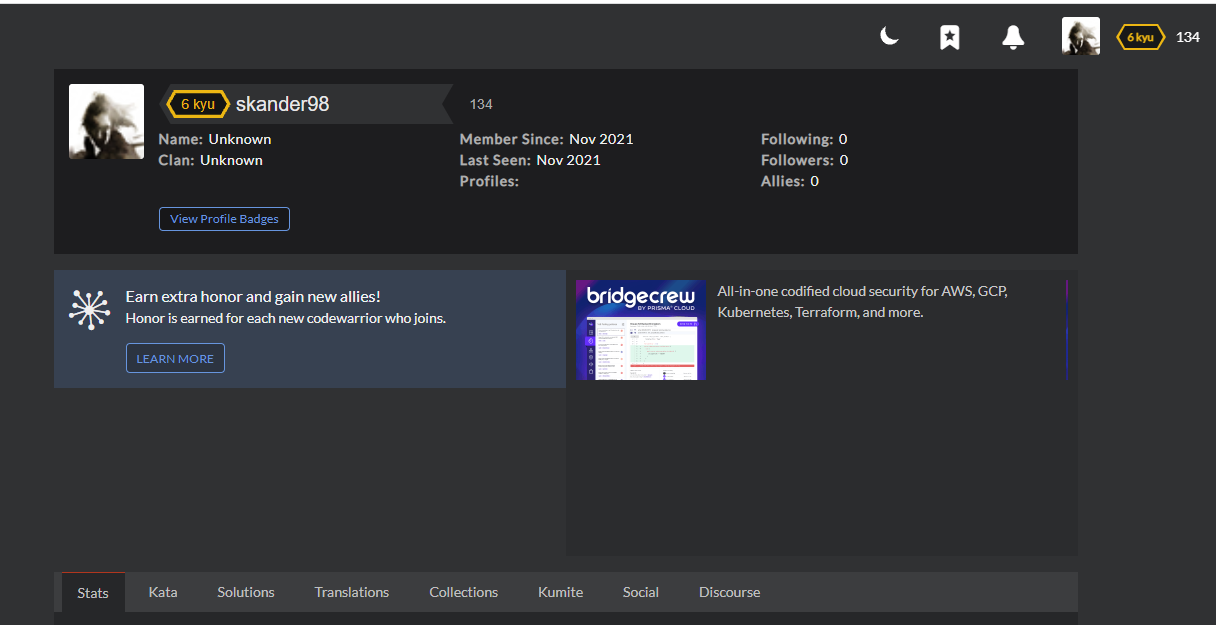 6 kyu 134
6 kyu skander98 134
Name: Unknown Member Since: Nov 2021 Following: 0
Clan: Unknown Last Seen: Nov 2021 Followers: 0
Profiles: Allies: 0
View Profile Badges
Earn extra honor and gain new allies!
Honor is earned for each new codewarrior who joins.
LEARN MORE
bridgecrew
BY PRISMA CLOUD
All-in-one codified cloud security for AWS, GCP,
Kubernetes, Terraform, and more.
Stats Kata Solutions Translations Collections Kumite Social Discourse